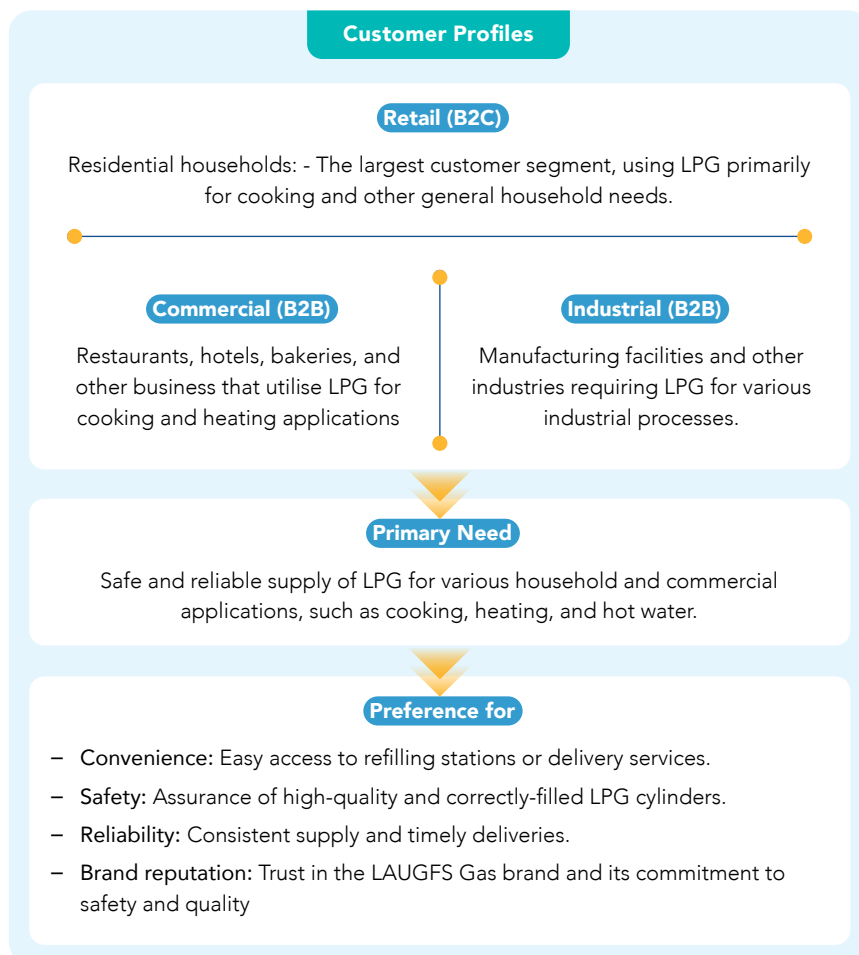 Customer Profiles
Retail (B2C)
Residential households: - The largest customer segment, using LPG primarily
for cooking and other general household needs.
Commercial (B2B)
Restaurants, hotels, bakeries, and
other business that utilise LPG for
cooking and heating applications
Industrial (B2B)
Manufacturing facilities and other
industries requiring LPG for various
industrial processes.
Primary Need
Safe and reliable supply of LPG for various household and commercial
applications, such as cooking, heating, and hot water.
Preference for
– Convenience: Easy access to refilling stations or delivery services.
– Safety: Assurance of high-quality and correctly-filled LPG cylinders.
– Reliability: Consistent supply and timely deliveries.
– Brand reputation: Trust in the LAUGFS Gas brand and its commitment to
safety and quality